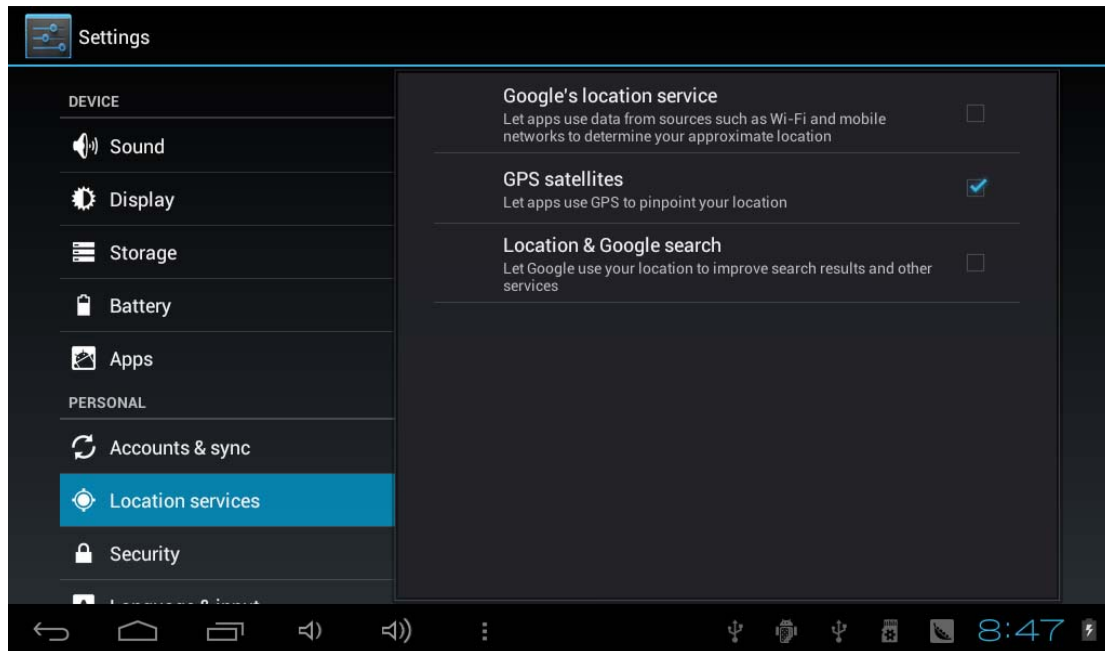 Settings
DEVICE
Sound
Display
Storage
Battery
Apps
PERSONAL
Accounts & sync
Location services
Security
Language & input
Google's location service
Let apps use data from sources such as Wi-Fi and mobile
networks to determine your approximate location
GPS satellites
Let apps use GPS to pinpoint your location
Location & Google search
Let Google use your location to improve search results and other
services
8:47